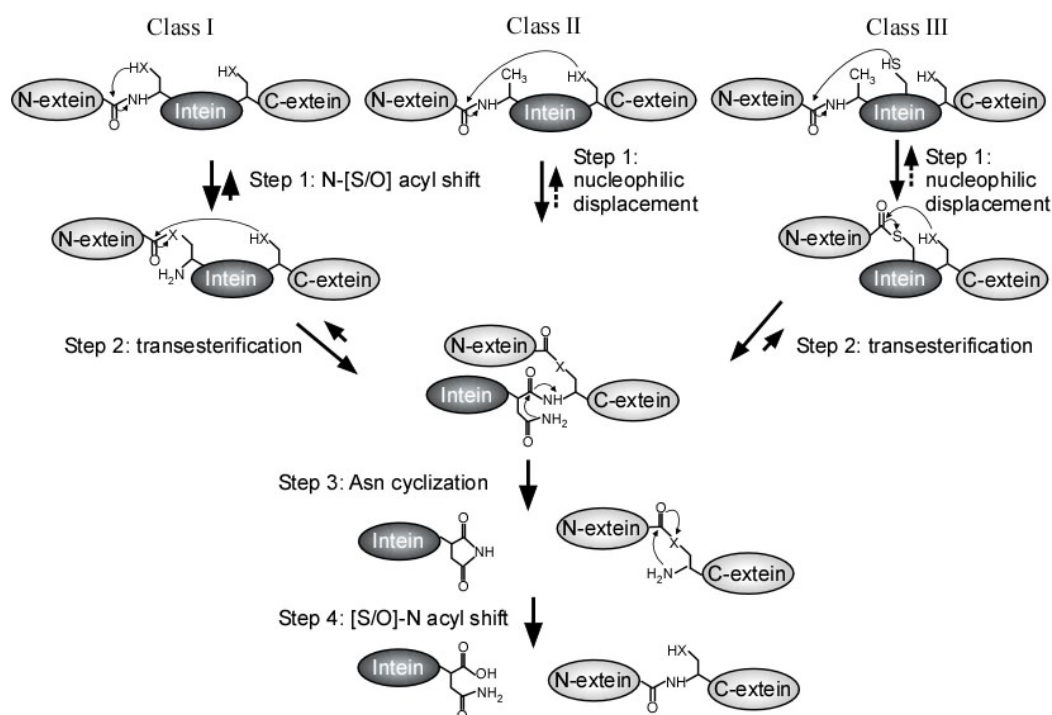 Class I
Class II
Class III
HX
HX
N-extein
NH
O
Intein
C-extein
CH3
HX
N-extein
NH
O
Intein
C-extein
HS
CH3
HX
N-extein
NH
O
Intein
C-extein
Step 1: N-[S/O] acyl shift
Step 1:
nucleophilic
displacement
Step 1:
nucleophilic
displacement
N-extein
X
O
H2N
HX
Intein
C-extein
O
N-extein
S
HX
Intein
C-extein
Step 2: transesterification
Step 2: transesterification
N-extein
O
X
O
Intein
NH
C-extein
NH2
O
Step 3: Asn cyclization
Intein
O
NH
O
N-extein
O
X
H2N
C-extein
Step 4: [S/O]-N acyl shift
Intein
O
OH
NH2
O
HX
N-extein
NH
O
C-extein